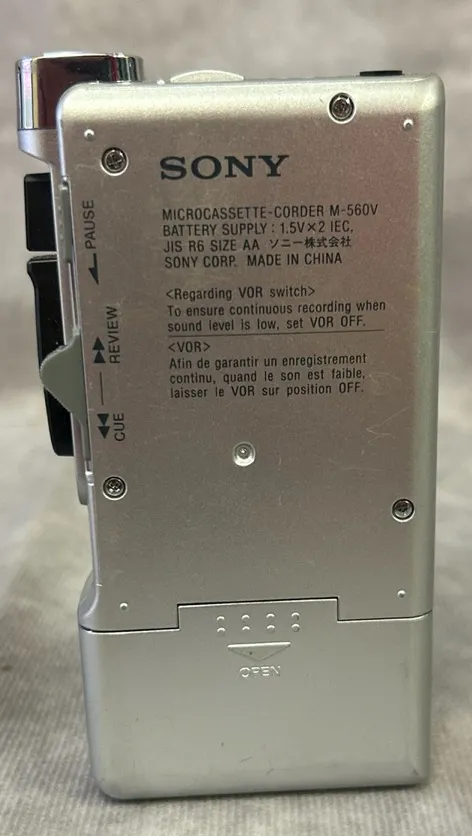 SONY
MICROCASSETTE-CORDER M-560V
BATTERY SUPPLY : 1.5V×2 IEC,
JIS R6 SIZE AA ソニー株式会社
SONY CORP. MADE IN CHINA
<Regarding VOR switch>
To ensure continuous recording when
sound level is low, set VOR OFF.
<VOR>
Afin de garantir un enregistrement
continu, quand le son est faible,
laisser le VOR sur position OFF.
PAUSE
REVIEW
CUE
OPEN